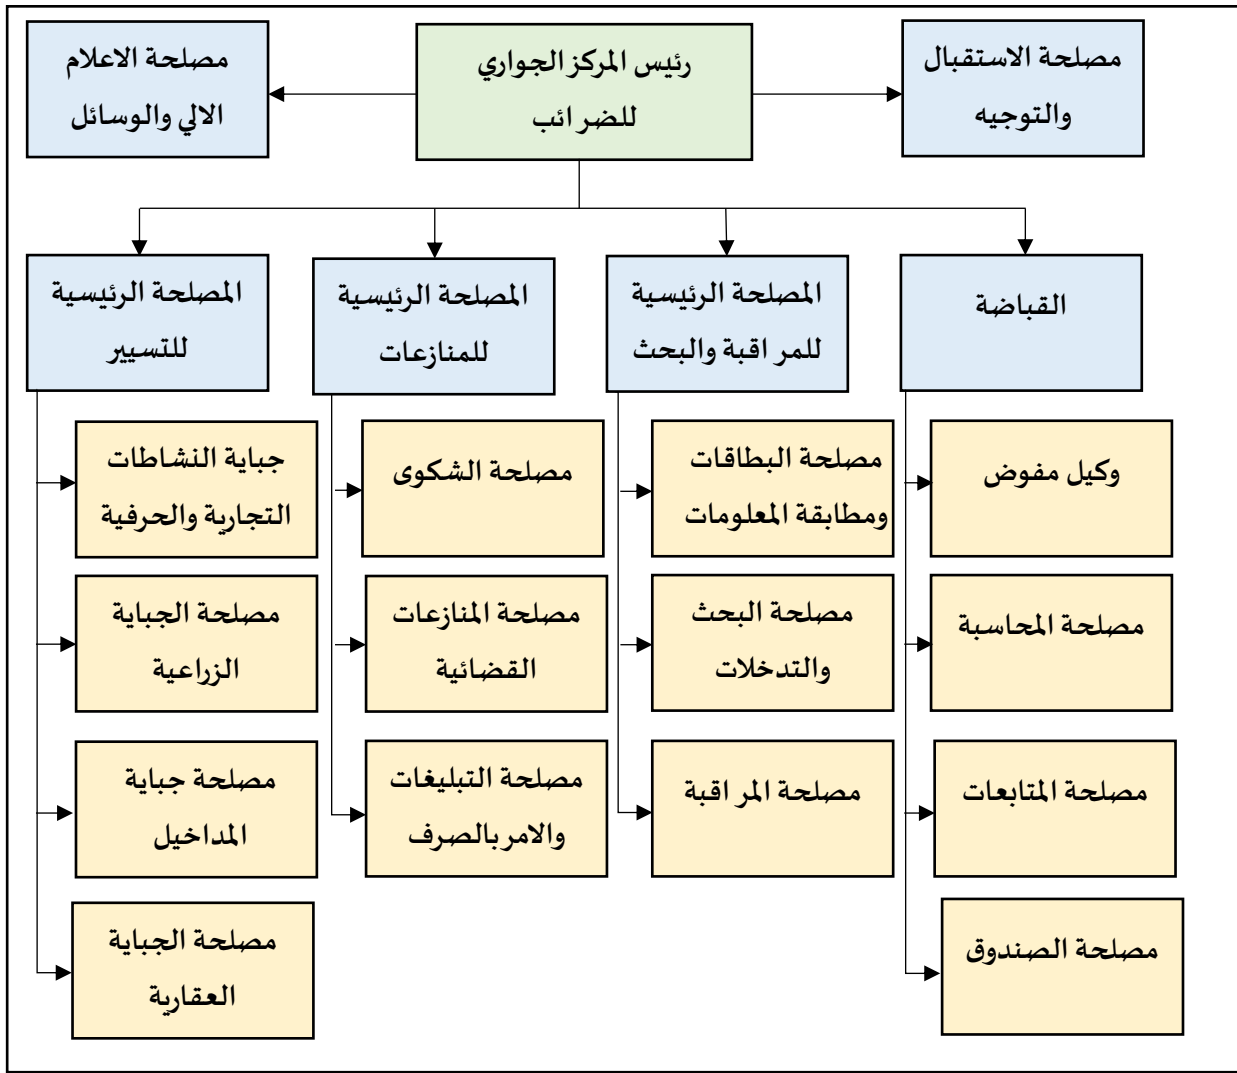 مصلحة الاستقبال
والتوجيه
رئيس المركز الجواري
للضرائب
مصلحة الاعلام
الالي والوسائل
القباضة
المصلحة الرئيسية
للمراقبة والبحث
المصلحة الرئيسية
للمنازعات
المصلحة الرئيسية
للتسيير
وكيل مفوض
مصلحة المحاسبة
مصلحة المتابعات
مصلحة الصندوق
مصلحة البطاقات
ومطابقة المعلومات
مصلحة البحث
والتدخلات
مصلحة المراقبة
مصلحة الشكوى
مصلحة المنازعات
القضائية
مصلحة التبليغات
والامر بالصرف
جباية النشاطات
التجارية والحرفية
مصلحة الجباية
الزراعية
مصلحة جباية
المداخيل
مصلحة الجباية
العقارية